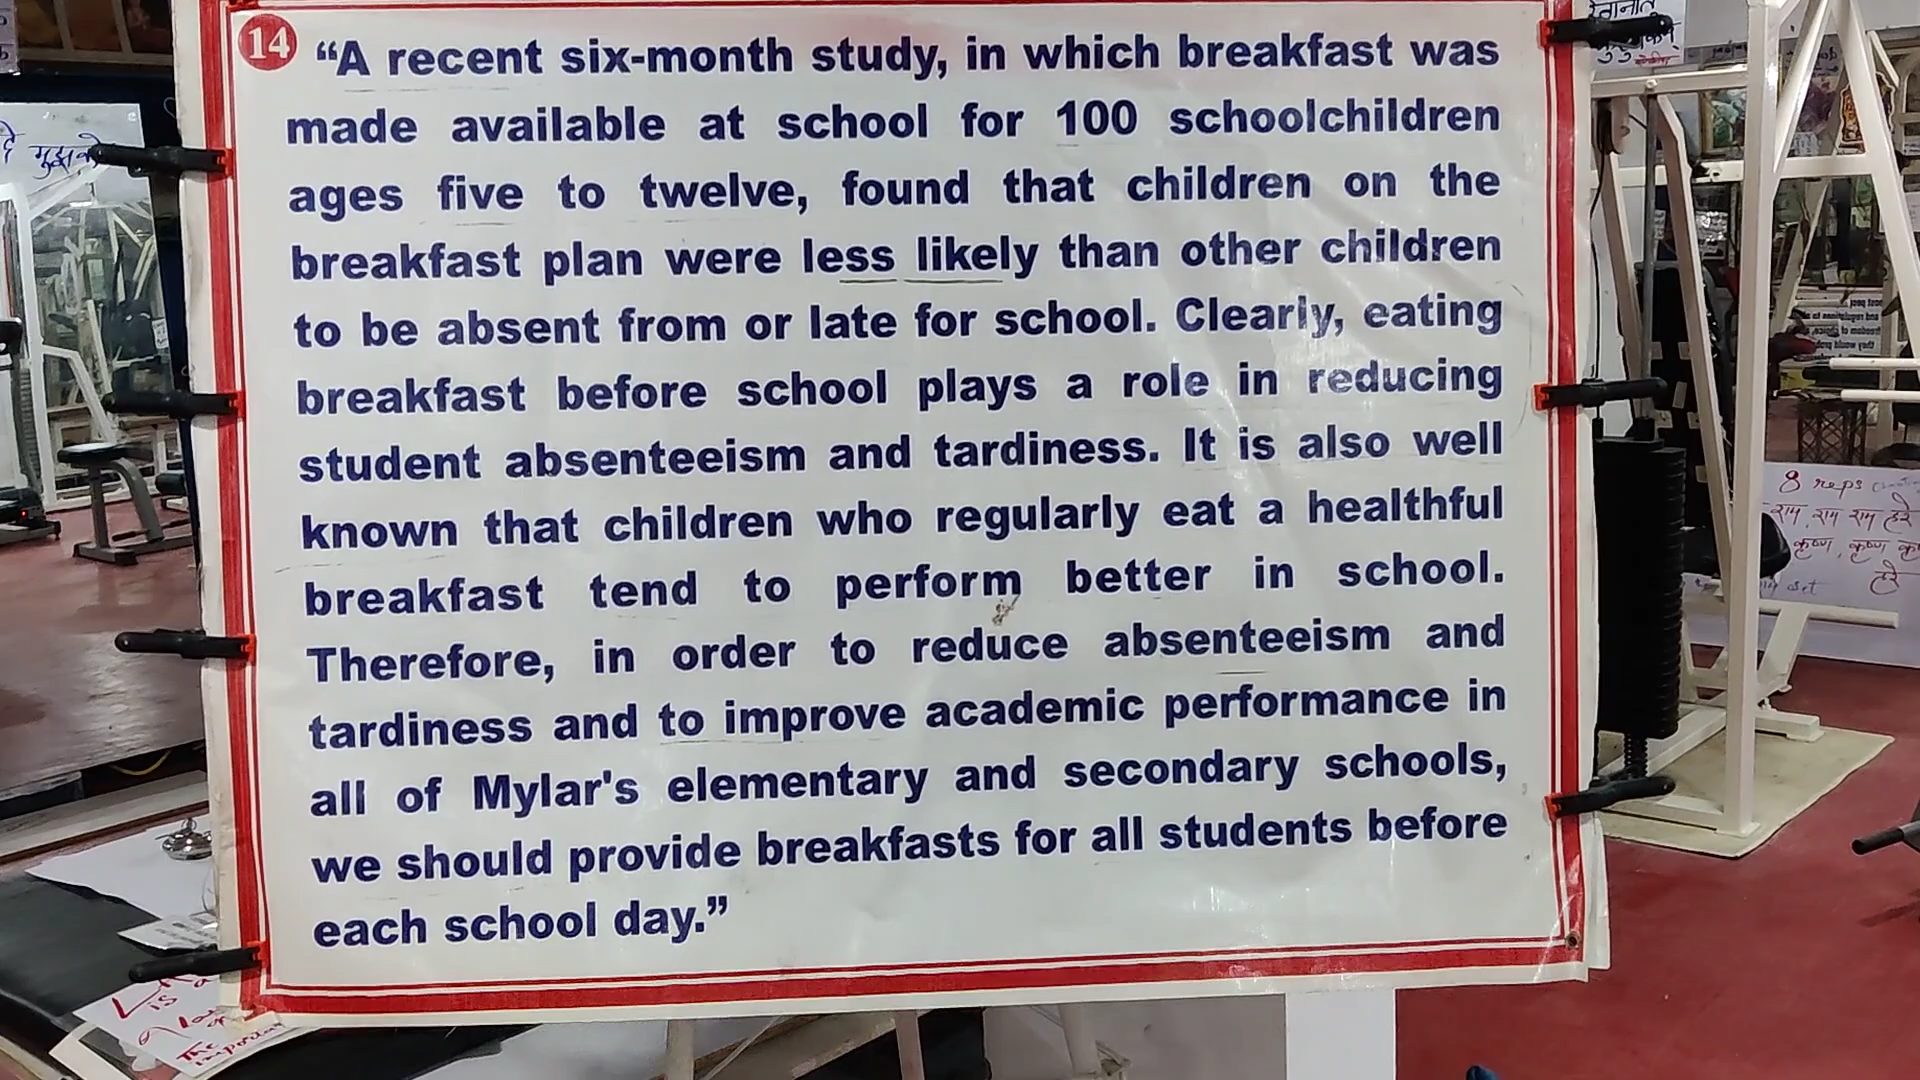 14
“A recent six-month study, in which breakfast was
made available at school for 100 schoolchildren
ages five to twelve, found that children on the
breakfast plan were less likely than other children
to be absent from or late for school. Clearly, eating
breakfast before school plays a role in reducing
student absenteeism and tardiness. It is also well
known that children who regularly eat a healthful
breakfast tend to perform better in school.
Therefore, in order to reduce absenteeism and
tardiness and to improve academic performance in
all of Mylar's elementary and secondary schools,
we should provide breakfasts for all students before
each school day.”
8 reps
राम, राम राम हरे
कृष्ण, कृष्ण
हरे
is a
The